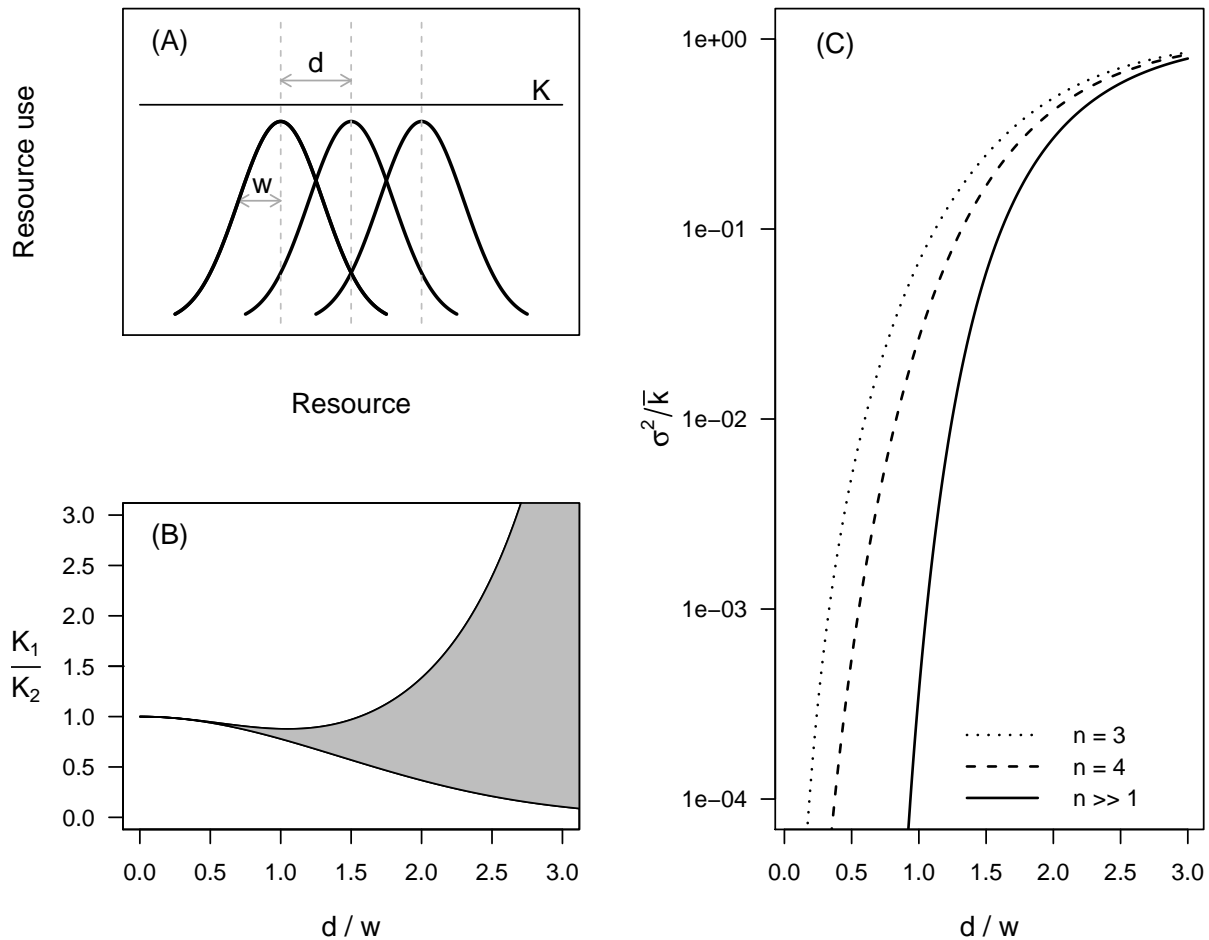 (A)
d
K
w
Resource use
Resource
(B)
3.0
2.5
2.0
1.5
1.0
0.5
0.0
K1
K2
0.0 0.5 1.0 1.5 2.0 2.5 3.0
d / w
(C)
1e+00
1e−01
1e−02
1e−03
1e−04
σ²/k̅
n = 3
n = 4
n >> 1
0.0 0.5 1.0 1.5 2.0 2.5 3.0
d / w